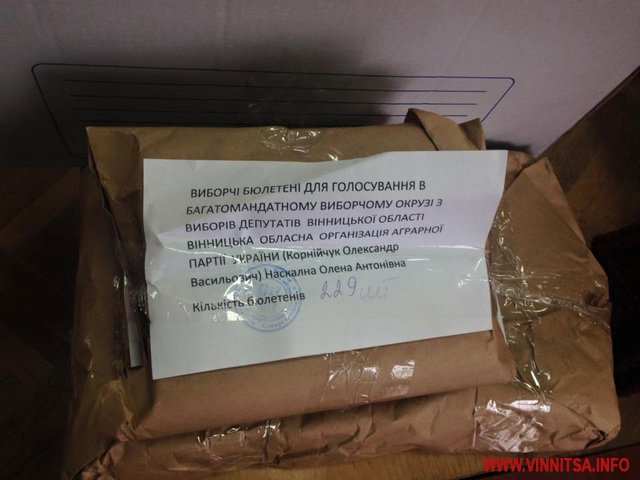 ВИБОРЧІ БЮЛЕТЕНІ ДЛЯ ГОЛОСУВАННЯ В
БАГАТОМАНДАТНОМУ ВИБОРЧОМУ ОКРУЗІ З
ВИБОРІВ ДЕПУТАТІВ ВІННИЦЬКОЇ ОБЛАСТІ
ВІННИЦЬКА ОБЛАСНА ОРГАНІЗАЦІЯ АГРАРНОЇ
ПАРТІЇ УКРАЇНИ (Корнійчук Олександр
Васильович) Наскална Олена Антонівна
Кількість бюлетенів 229 шт
WWW.VINNITSA.INFO